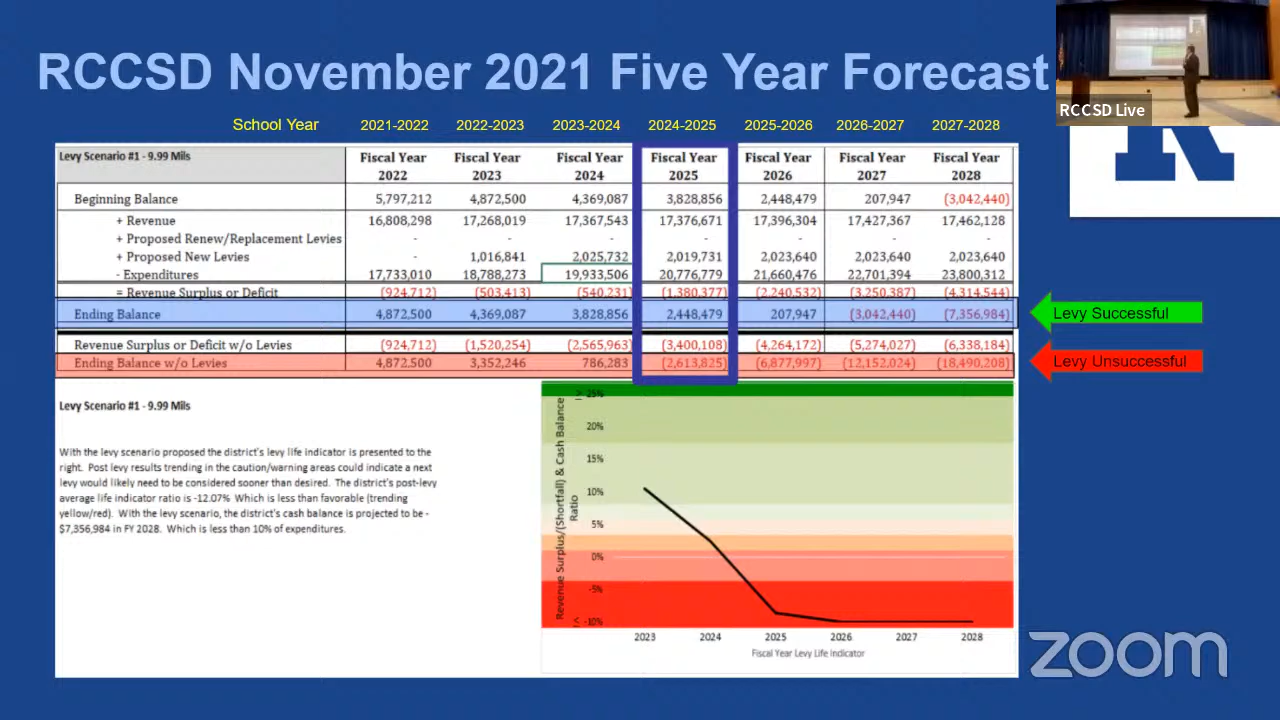 RCCSD November 2021 Five Year Forecast
RCCSD Live
School Year 2021-2022 2022-2023 2023-2024 2024-2025 2025-2026 2026-2027 2027-2028
Levy Scenario #1 - 9.99 Mils Fiscal Year 2022 Fiscal Year 2023 Fiscal Year 2024 Fiscal Year 2025 Fiscal Year 2026 Fiscal Year 2027 Fiscal Year 2028
Beginning Balance 5,797,212 4,872,500 4,369,087 3,828,856 2,448,479 207,947 (3,042,440)
+ Revenue 16,808,298 17,268,019 17,367,543 17,376,671 17,396,304 17,427,367 17,462,128
+ Proposed Renew/Replacement Levies - - - - - - -
+ Proposed New Levies - 1,016,841 2,025,732 2,019,731 2,023,640 2,023,640 2,023,640
- Expenditures 17,733,010 18,788,273 19,933,506 20,776,779 21,660,476 22,701,394 23,800,312
= Revenue Surplus or Deficit (924,712) (503,413) (540,231) (1,380,377) (2,240,532) (3,250,387) (4,314,544)
Ending Balance 4,872,500 4,369,087 3,828,856 2,448,479 207,947 (3,042,440) (7,356,984)
Levy Successful
Revenue Surplus or Deficit w/o Levies (924,712) (1,520,254) (2,565,963) (3,400,108) (4,264,172) (5,274,027) (6,338,184)
Ending Balance w/o Levies 4,872,500 3,352,246 786,283 (2,613,825) (6,877,997) (12,152,024) (18,490,208)
Levy Unsuccessful
Levy Scenario #1 - 9.99 Mils
With the levy scenario proposed the district's levy life indicator is presented to the
right. Post levy results trending in the caution/warning areas could indicate a next
levy would likely need to be considered sooner than desired. The district's post-levy
average life indicator ratio is -12.07% Which is less than favorable (trending
yellow/red). With the levy scenario, the district's cash balance is projected to be -
$7,356,984 in FY 2028. Which is less than 10% of expenditures.
Revenue Surplus/(Shortfall) & Cash Balance
Ratio
> 25%
20%
15%
10%
5%
0%
-5%
< -10%
2023 2024 2025 2026 2027 2028
Fiscal Year Levy Life Indicator
R
zoom